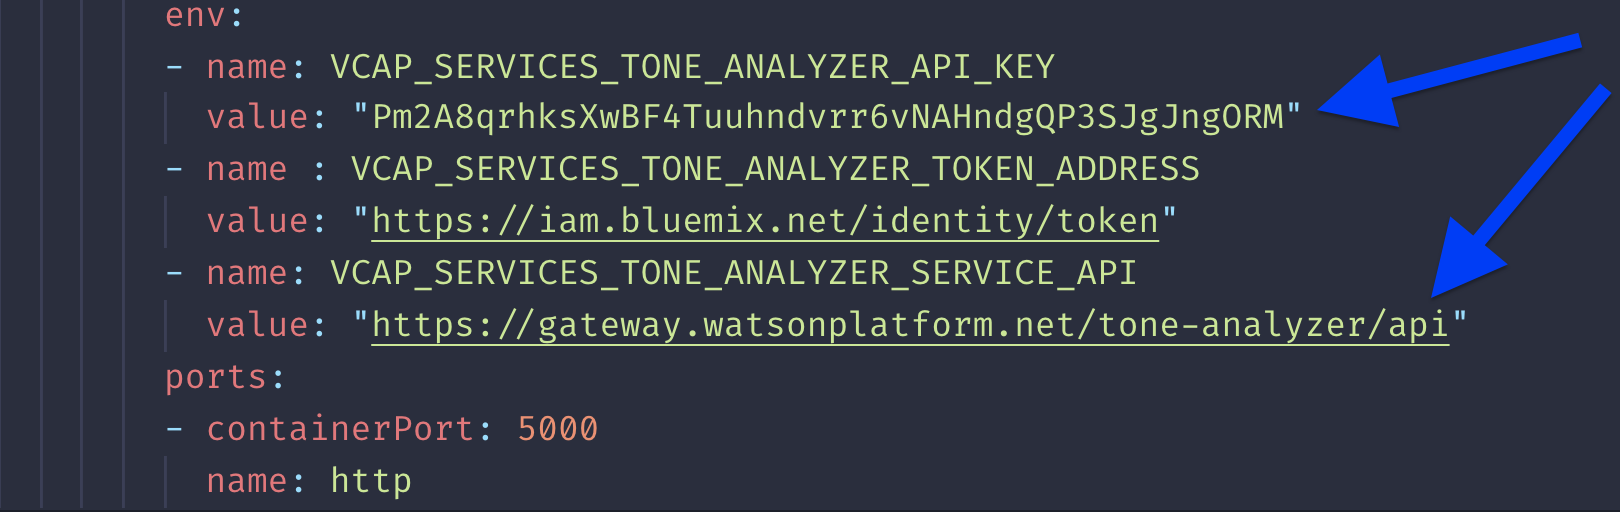 env:
- name: VCAP_SERVICES_TONE_ANALYZER_API_KEY
value: "Pm2A8qrhksXwBF4Tuuhndvrr6vNAHndgQP3SJgJngORM"
- name : VCAP_SERVICES_TONE_ANALYZER_TOKEN_ADDRESS
value: "https://iam.bluemix.net/identity/token"
- name: VCAP_SERVICES_TONE_ANALYZER_SERVICE_API
value: "https://gateway.watsonplatform.net/tone-analyzer/api"
ports:
- containerPort: 5000
name: http